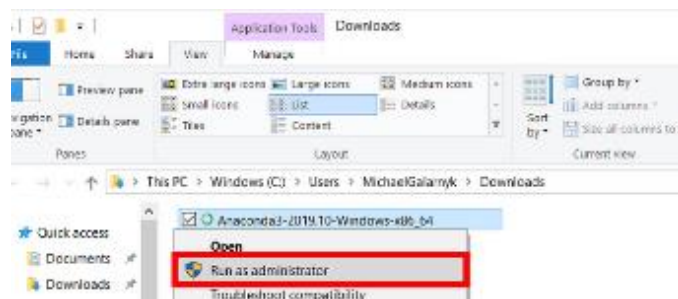 Application Tools Downloads
File Home Share View Manage
Preview pane Extra large icons Large icons Medium icons Group by
Small icons List Details Add columns
Navigation pane Details pane Tiles Content Sort by Size all columns to
Panes Layout Current view
This PC > Windows (C:) > Users > MichaelGalarnyk > Downloads
Quick access Anaconda3-2019.10-Windows-x86_64
Open
Documents Run as administrator
Downloads Troubleshoot compatibility